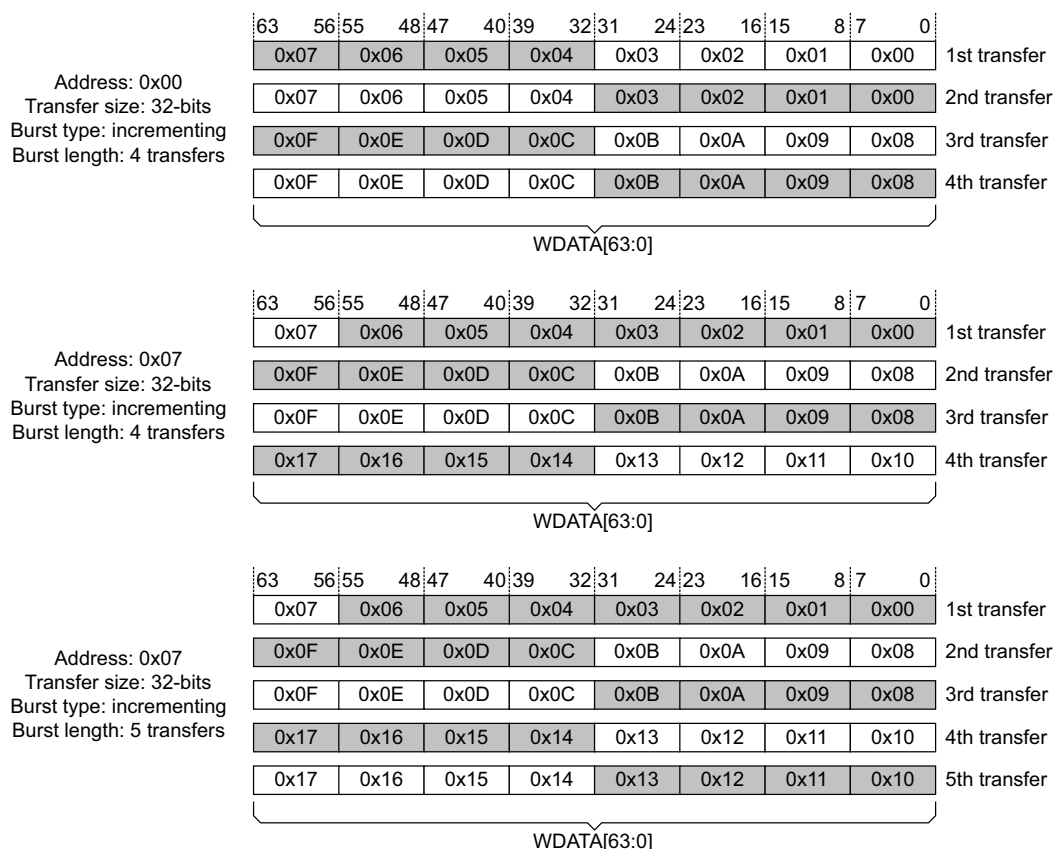 63 56 55 48 47 40 39 32 31 24 23 16 15 8 7 0
0x07 0x06 0x05 0x04 0x03 0x02 0x01 0x00 1st transfer
Address: 0x00
Transfer size: 32-bits
Burst type: incrementing
Burst length: 4 transfers
0x07 0x06 0x05 0x04 0x03 0x02 0x01 0x00 2nd transfer
0x0F 0x0E 0x0D 0x0C 0x0B 0x0A 0x09 0x08 3rd transfer
0x0F 0x0E 0x0D 0x0C 0x0B 0x0A 0x09 0x08 4th transfer
WDATA[63:0]
63 56 55 48 47 40 39 32 31 24 23 16 15 8 7 0
0x07 0x06 0x05 0x04 0x03 0x02 0x01 0x00 1st transfer
Address: 0x07
Transfer size: 32-bits
Burst type: incrementing
Burst length: 4 transfers
0x0F 0x0E 0x0D 0x0C 0x0B 0x0A 0x09 0x08 2nd transfer
0x0F 0x0E 0x0D 0x0C 0x0B 0x0A 0x09 0x08 3rd transfer
0x17 0x16 0x15 0x14 0x13 0x12 0x11 0x10 4th transfer
WDATA[63:0]
63 56 55 48 47 40 39 32 31 24 23 16 15 8 7 0
0x07 0x06 0x05 0x04 0x03 0x02 0x01 0x00 1st transfer
Address: 0x07
Transfer size: 32-bits
Burst type: incrementing
Burst length: 5 transfers
0x0F 0x0E 0x0D 0x0C 0x0B 0x0A 0x09 0x08 2nd transfer
0x0F 0x0E 0x0D 0x0C 0x0B 0x0A 0x09 0x08 3rd transfer
0x17 0x16 0x15 0x14 0x13 0x12 0x11 0x10 4th transfer
0x17 0x16 0x15 0x14 0x13 0x12 0x11 0x10 5th transfer
WDATA[63:0]